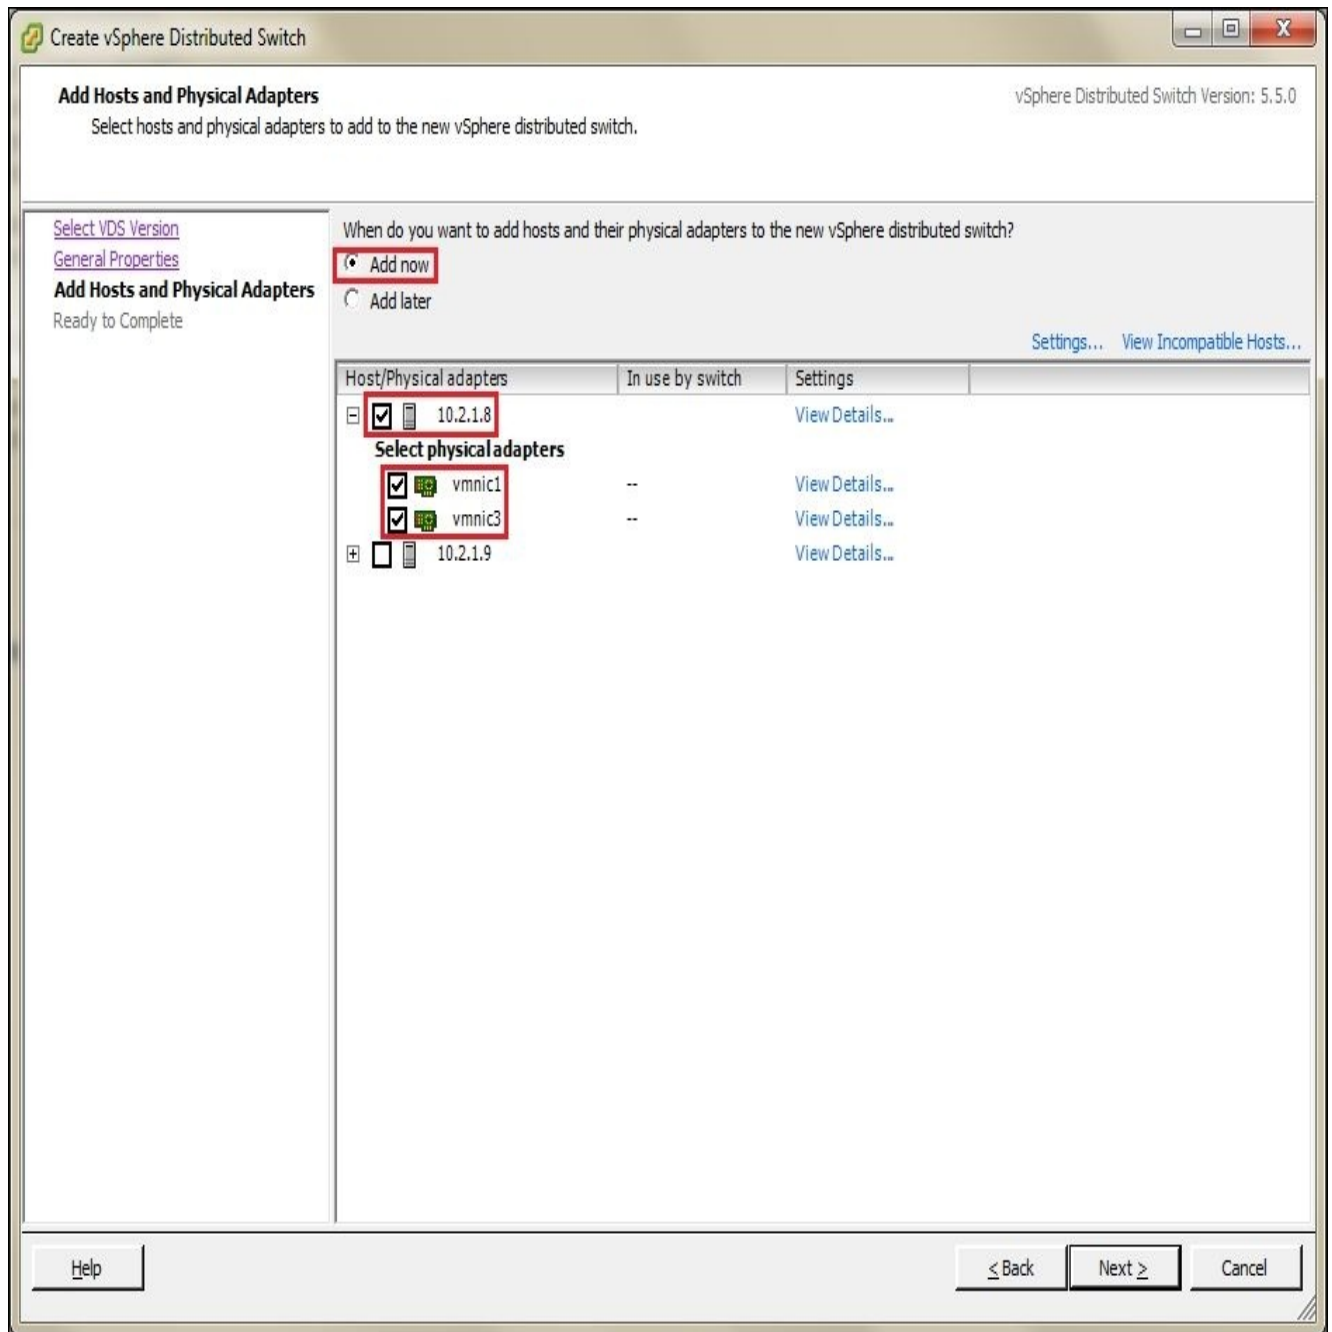 Create vSphere Distributed Switch
Add Hosts and Physical Adapters
vSphere Distributed Switch Version: 5.5.0
Select hosts and physical adapters to add to the new vSphere distributed switch.
Select VDS Version
General Properties
Add Hosts and Physical Adapters
Ready to Complete
When do you want to add hosts and their physical adapters to the new vSphere distributed switch?
Add now
Add later
Settings... View Incompatible Hosts...
Host/Physical adapters In use by switch Settings
10.2.1.8 View Details...
Select physical adapters
vmnic1 -- View Details...
vmnic3 -- View Details...
10.2.1.9 View Details...
Help < Back Next > Cancel